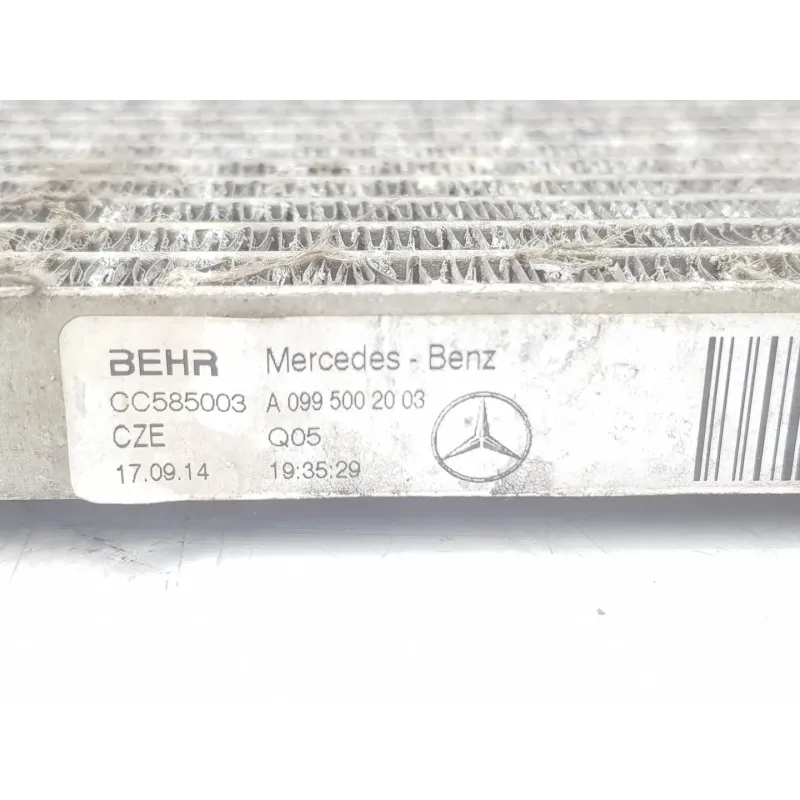 BEHR Mercedes - Benz
CC585003 A 099 500 20 03
CZE Q05
17.09.14 19:35:29